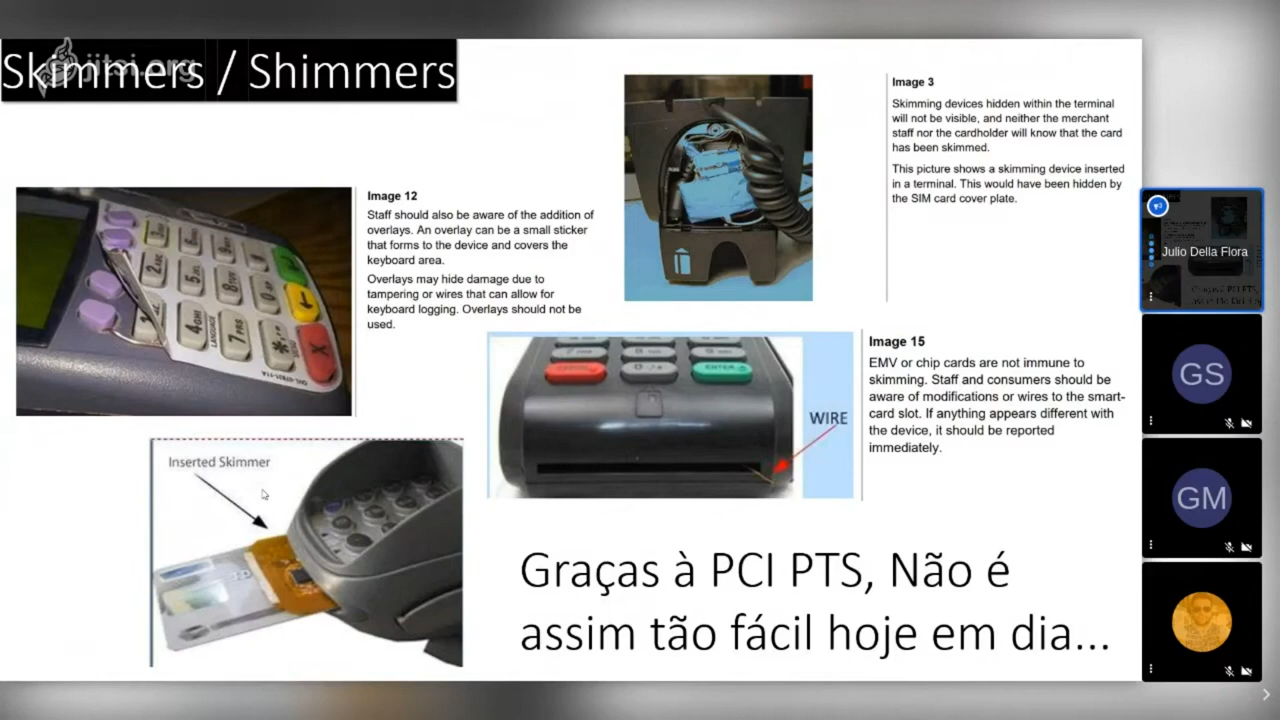 jitsi.org
Skimmers / Shimmers
Image 12
Staff should also be aware of the addition of
overlays. An overlay can be a small sticker
that forms to the device and covers the
keyboard area.
Overlays may hide damage due to
tampering or wires that can allow for
keyboard logging. Overlays should not be
used.
Image 3
Skimming devices hidden within the terminal
will not be visible, and neither the merchant
staff nor the cardholder will know that the card
has been skimmed.
This picture shows a skimming device inserted
in a terminal. This would have been hidden by
the SIM card cover plate.
WIRE
Image 15
EMV or chip cards are not immune to
skimming. Staff and consumers should be
aware of modifications or wires to the smart-
card slot. If anything appears different with
the device, it should be reported
immediately.
Inserted Skimmer
Graças à PCI PTS, Não é
assim tão fácil hoje em dia...
Julio Della Flora
GS
GM